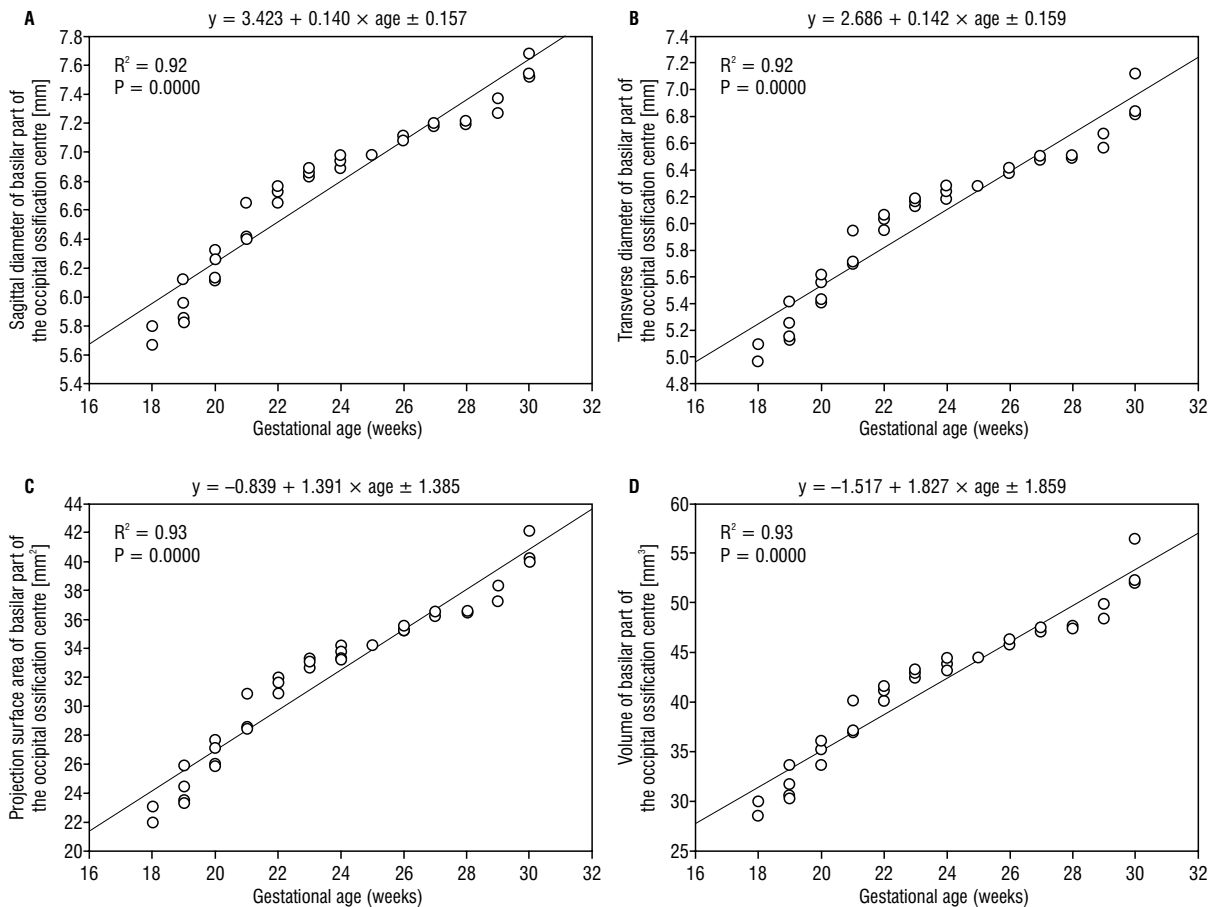 A
y = 3.423 + 0.140 × age ± 0.157
R² = 0.92
P = 0.0000
Sagittal diameter of basilar part of
the occipital ossification centre [mm]
7.8
7.6
7.4
7.2
7.0
6.8
6.6
6.4
6.2
6.0
5.8
5.6
5.4
16 18 20 22 24 26 28 30 32
Gestational age (weeks)
B
y = 2.686 + 0.142 × age ± 0.159
R² = 0.92
P = 0.0000
Transverse diameter of basilar part of
the occipital ossification centre [mm]
7.4
7.2
7.0
6.8
6.6
6.4
6.2
6.0
5.8
5.6
5.4
5.2
5.0
4.8
16 18 20 22 24 26 28 30 32
Gestational age (weeks)
C
y = –0.839 + 1.391 × age ± 1.385
R² = 0.93
P = 0.0000
Projection surface area of basilar part of
the occipital ossification centre [mm²]
44
42
40
38
36
34
32
30
28
26
24
22
20
16 18 20 22 24 26 28 30 32
Gestational age (weeks)
D
y = –1.517 + 1.827 × age ± 1.859
R² = 0.93
P = 0.0000
Volume of basilar part of
the occipital ossification centre [mm³]
60
55
50
45
40
35
30
25
16 18 20 22 24 26 28 30 32
Gestational age (weeks)